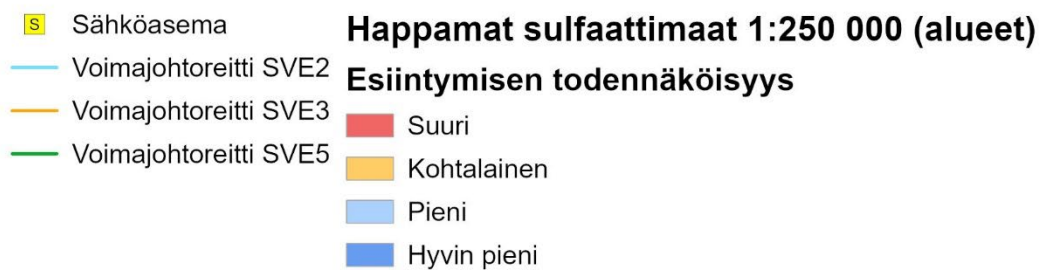 S Sähköasema
Voimajohtoreitti SVE2
Voimajohtoreitti SVE3
Voimajohtoreitti SVE5
Happamat sulfaattimaat 1:250 000 (alueet)
Esiintymisen todennäköisyys
Suuri
Kohtalainen
Pieni
Hyvin pieni